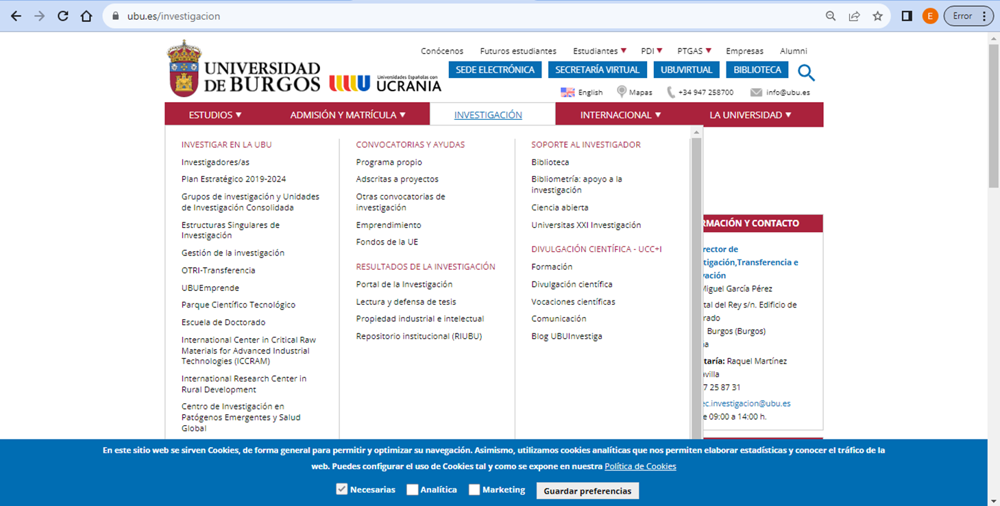 ubu.es/investigacion
E
Error
UNIVERSIDAD
DE BURGOS
Universidades Españolas con
UCRANIA
Conócenos Futuros estudiantes Estudiantes PDI PTGAS Empresas Alumni
SEDE ELECTRÓNICA SECRETARÍA VIRTUAL UBUVIRTUAL BIBLIOTECA
English Mapas +34 947 258700 info@ubu.es
ESTUDIOS ADMISIÓN Y MATRÍCULA INVESTIGACIÓN INTERNACIONAL LA UNIVERSIDAD
INVESTIGAR EN LA UBU
Investigadores/as
Plan Estratégico 2019-2024
Grupos de investigación y Unidades
de Investigación Consolidada
Estructuras Singulares de
Investigación
Gestión de la investigación
OTRI-Transferencia
UBUEmprende
Parque Científico Tecnológico
Escuela de Doctorado
International Center in Critical Raw
Materials for Advanced Industrial
Technologies (ICCRAM)
International Research Center in
Rural Development
Centro de Investigación en
Patógenos Emergentes y Salud
Global
CONVOCATORIAS Y AYUDAS
Programa propio
Adscritas a proyectos
Otras convocatorias de
investigación
Emprendimiento
Fondos de la UE
RESULTADOS DE LA INVESTIGACIÓN
Portal de la Investigación
Lectura y defensa de tesis
Propiedad industrial e intelectual
Repositorio institucional (RIUBU)
SOPORTE AL INVESTIGADOR
Biblioteca
Bibliometría: apoyo a la
investigación
Ciencia abierta
Universitas XXI Investigación
DIVULGACIÓN CIENTÍFICA - UCC+I
Formación
Divulgación científica
Vocaciones científicas
Comunicación
Blog UBUInvestiga
RMACIÓN Y CONTACTO
rector de
tigación,Transferencia e
vación
Miguel García Pérez
tal del Rey s/n. Edificio de
rado
Burgos (Burgos)
ña
taría: Raquel Martínez
villa
7 25 87 31
ec.investigacion@ubu.es
e 09:00 a 14:00 h.
En este sitio web se sirven Cookies, de forma general para permitir y optimizar su navegación. Asimismo, utilizamos cookies analíticas que nos permiten elaborar estadísticas y conocer el tráfico de la
web. Puedes configurar el uso de Cookies tal y como se expone en nuestra Política de Cookies
Necesarias Analítica Marketing Guardar preferencias